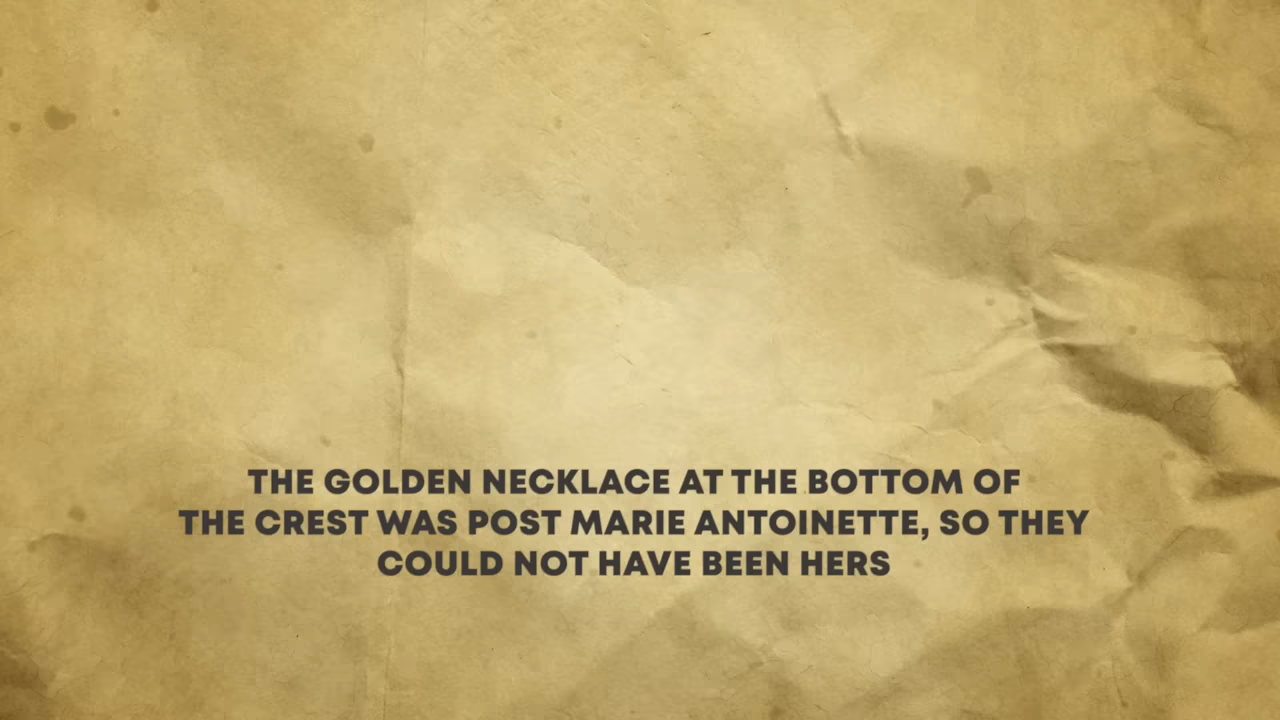 THE GOLDEN NECKLACE AT THE BOTTOM OF
THE CREST WAS POST MARIE ANTOINETTE, SO THEY
COULD NOT HAVE BEEN HERS